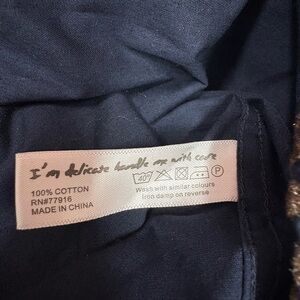 I'm delicate handle me with care
100% COTTON
RN#77916
MADE IN CHINA
40° P
Wash with similar colours
Iron damp on reverse